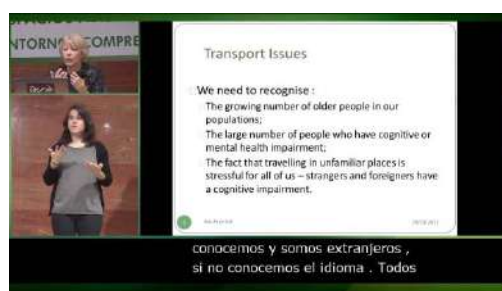 NTORN COMPRE
Transport Issues
We need to recognise :
The growing number of older people in our
populations;
The large number of people who have cognitive or
mental health impairment;
The fact that travelling in unfamiliar places is
stressful for all of us – strangers and foreigners have
a cognitive impairment.
conocemos y somos extranjeros ,
si no conocemos el idioma . Todos